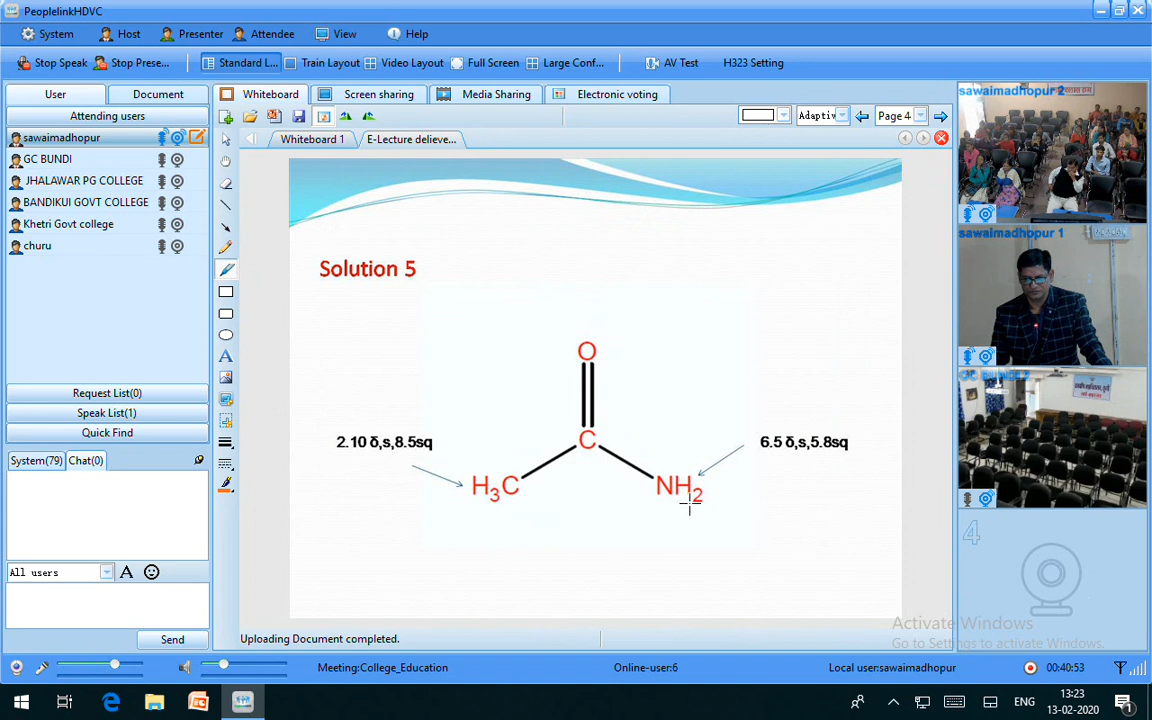 PeoplelinkHDVC
System Host Presenter Attendee View Help
Stop Speak Stop Prese... Standard L... Train Layout Video Layout Full Screen Large Conf... AV Test H323 Setting
User Document
Attending users
sawaimadhopur
GC BUNDI
JHALAWAR PG COLLEGE
BANDIKUI GOVT COLLEGE
Khetri Govt college
churu
Request List(0)
Speak List(1)
Quick Find
System(79) Chat(0)
All users A
Send
Whiteboard Screen sharing Media Sharing Electronic voting
Adaptiv Page 4
Whiteboard 1 E-Lecture delieve...
A
Solution 5
O
2.10 δ,s,8.5sq C 6.5 δ,s,5.8sq
H3C NH2
Uploading Document completed.
sawaimadhopur 2
sawaimadhopur 1
GC BUNDI 2
4
Activate Windows
Go to Settings to activate Windows.
Meeting:College_Education Online-user:6 Local user:sawaimadhopur 00:40:53
ENG 13:23
13-02-2020 1